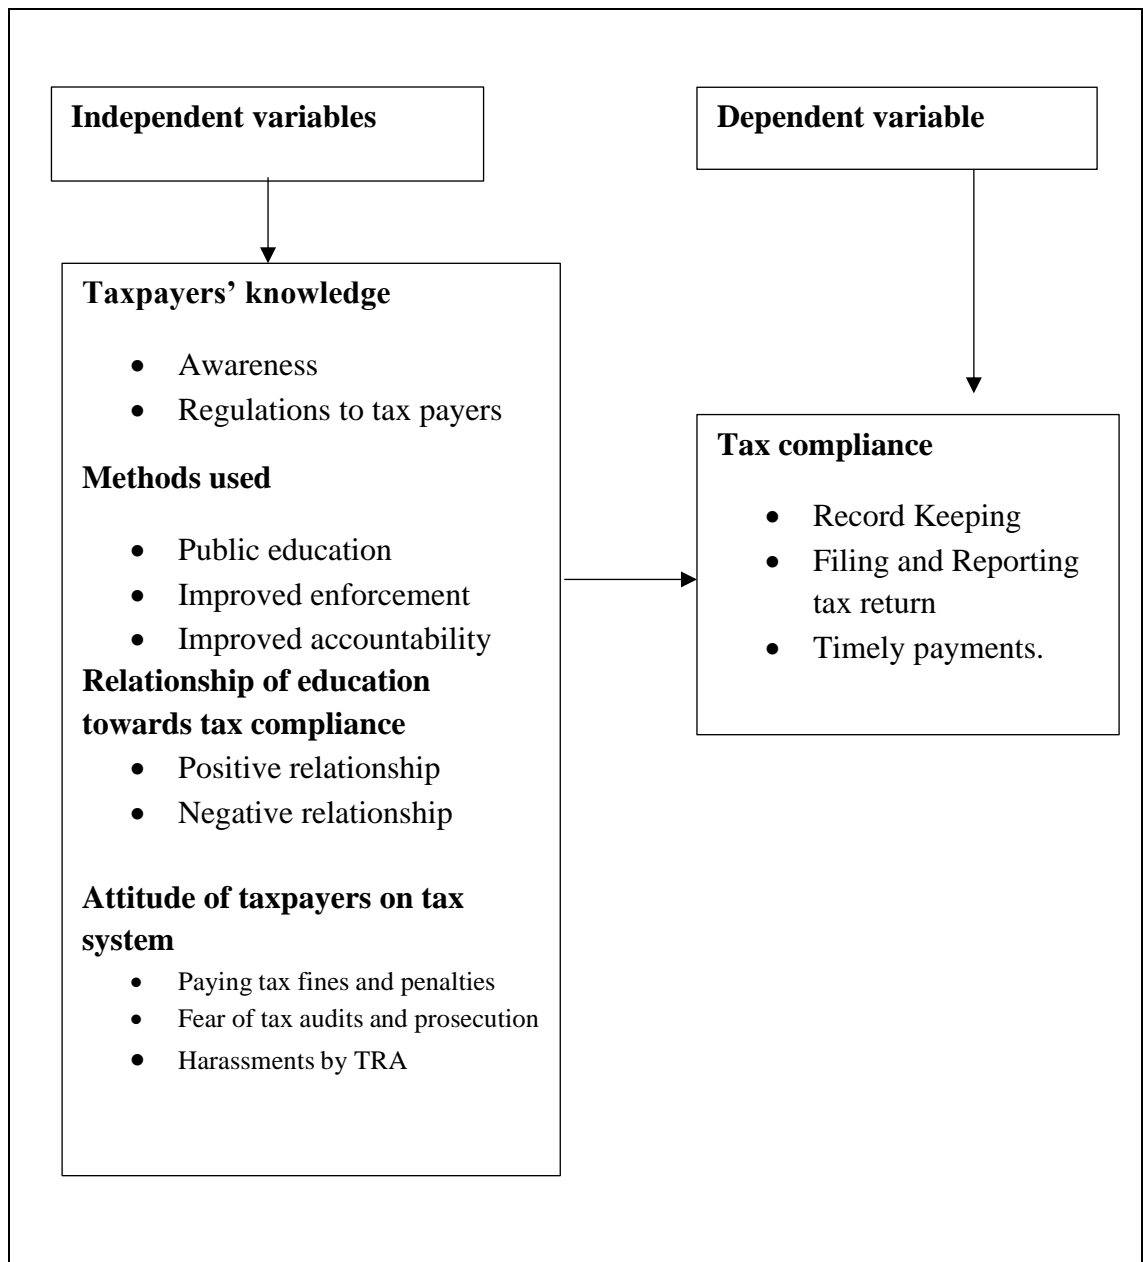 Independent variables
Dependent variable
Taxpayers’ knowledge
• Awareness
• Regulations to tax payers
Methods used
• Public education
• Improved enforcement
• Improved accountability
Relationship of education
towards tax compliance
• Positive relationship
• Negative relationship
Attitude of taxpayers on tax
system
• Paying tax fines and penalties
• Fear of tax audits and prosecution
• Harassments by TRA
Tax compliance
• Record Keeping
• Filing and Reporting
tax return
• Timely payments.